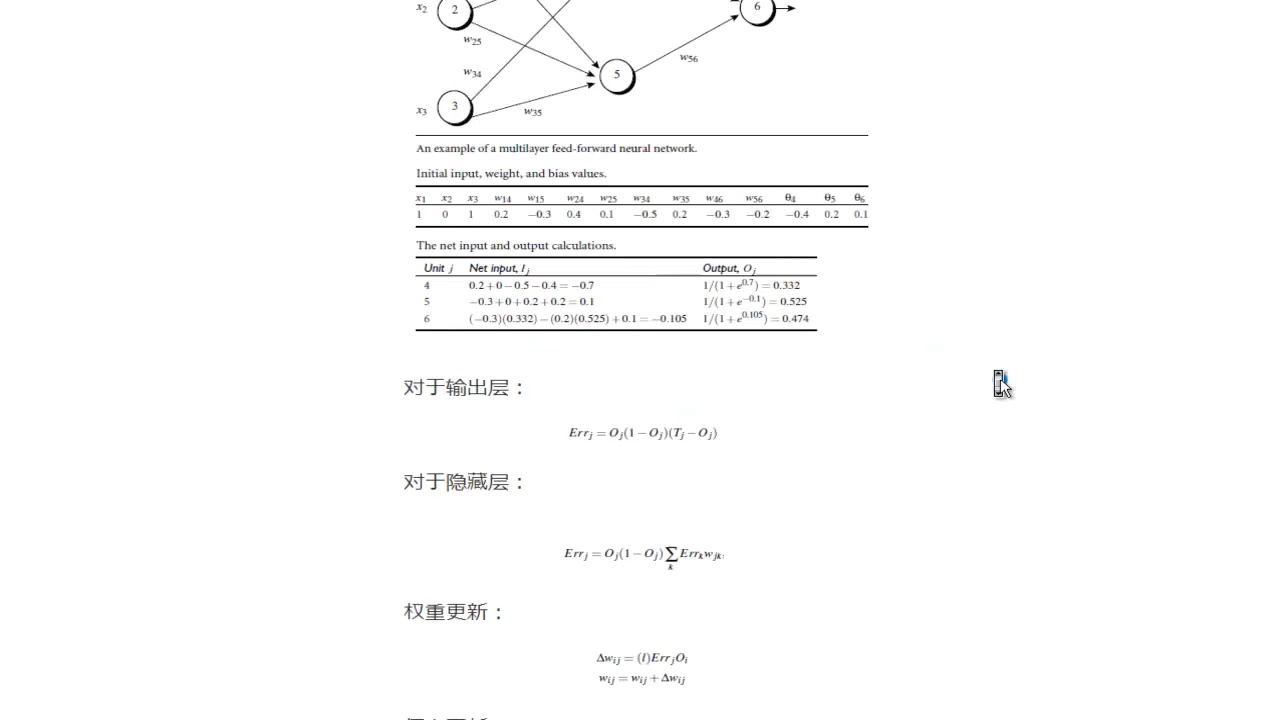 x2 2 6
w25
w34
5 w56
x3 3
w35
An example of a multilayer feed-forward neural network.
Initial input, weight, and bias values.
x1 x2 x3 w14 w15 w24 w25 w34 w35 w46 w56 θ4 θ5 θ6
1 0 1 0.2 −0.3 0.4 0.1 −0.5 0.2 −0.3 −0.2 −0.4 0.2 0.1
The net input and output calculations.
Unit j Net input, Ij Output, Oj
4 0.2 + 0 − 0.5 − 0.4 = −0.7 1/(1 + e^0.7) = 0.332
5 −0.3 + 0 + 0.2 + 0.2 = 0.1 1/(1 + e^−0.1) = 0.525
6 (−0.3)(0.332) − (0.2)(0.525) + 0.1 = −0.105 1/(1 + e^0.105) = 0.474
对于输出层：
Errj = Oj(1 − Oj)(Tj − Oj)
对于隐藏层：
Errj = Oj(1 − Oj) ∑k Errk wjk,
权重更新：
Δwij = (l)Errj Oi
wij = wij + Δwij